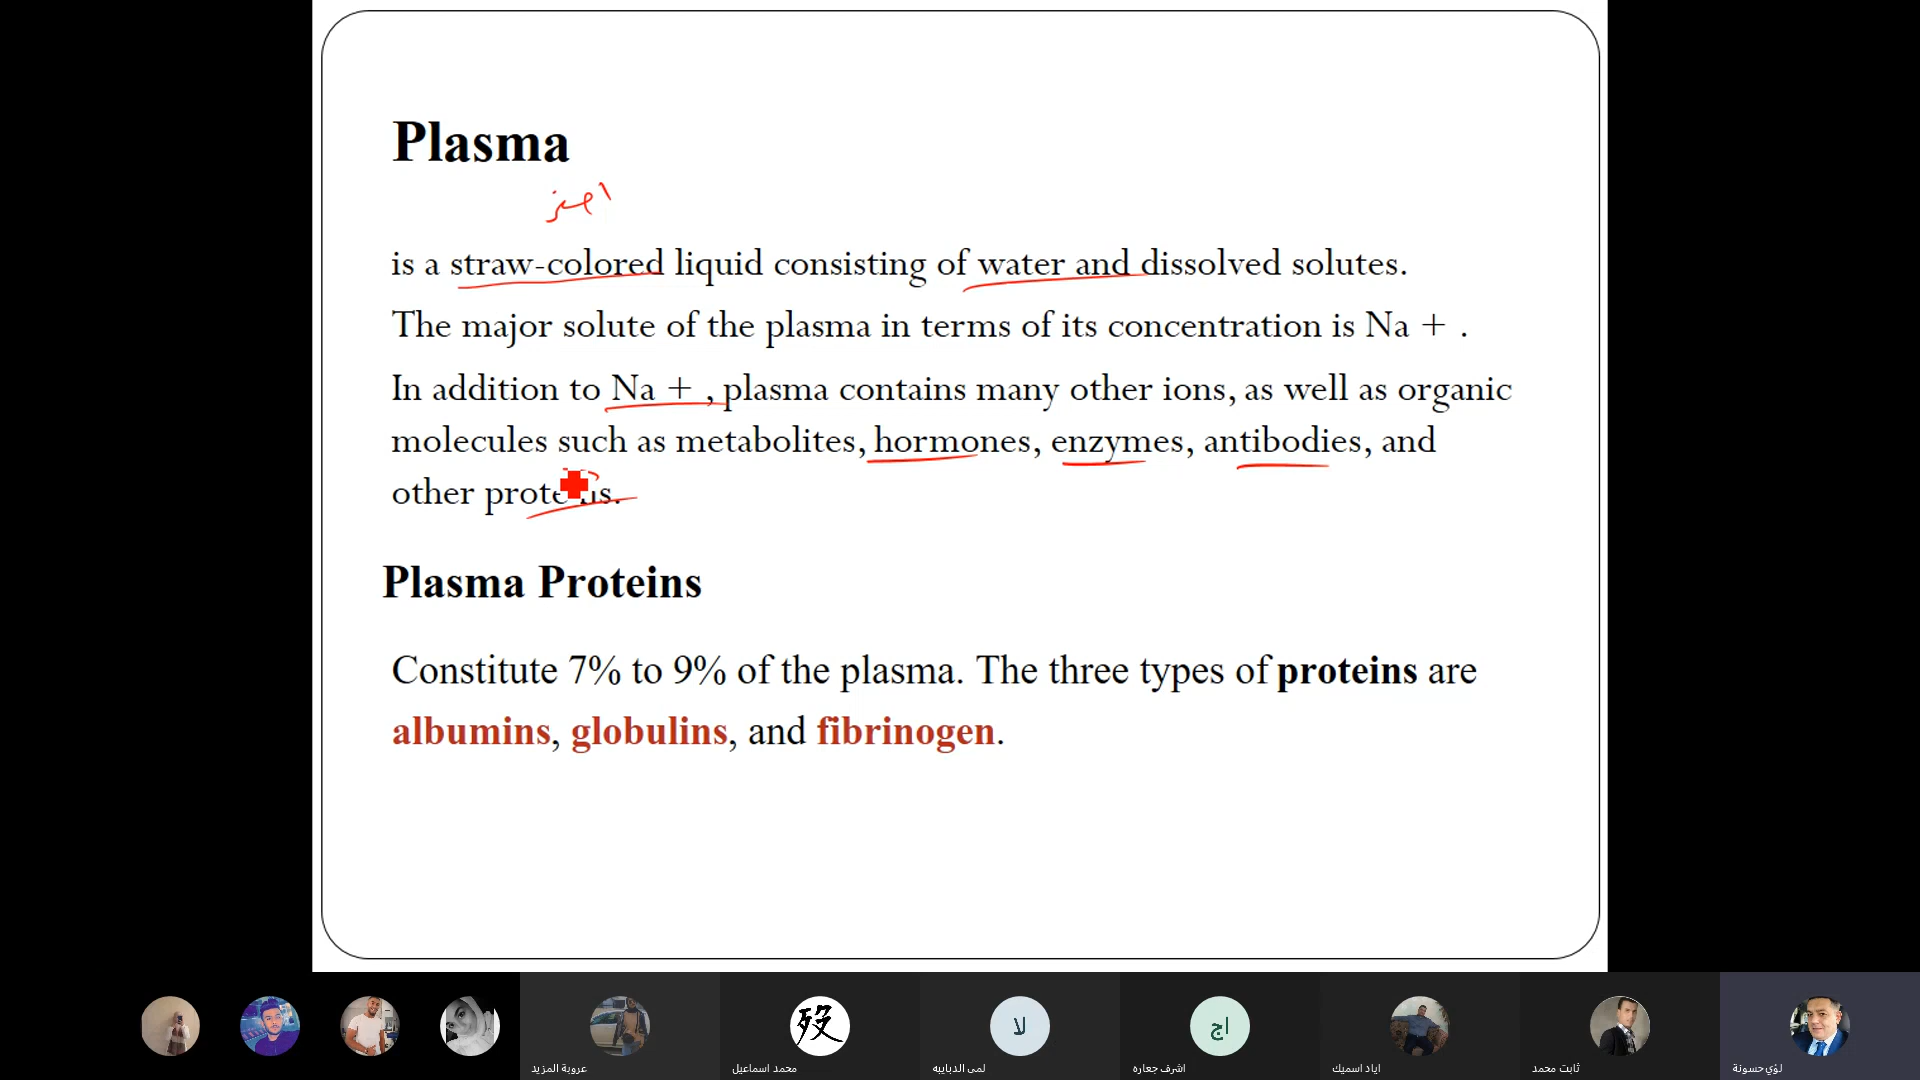 Plasma
is a straw-colored liquid consisting of water and dissolved solutes.
The major solute of the plasma in terms of its concentration is Na + .
In addition to Na + , plasma contains many other ions, as well as organic
molecules such as metabolites, hormones, enzymes, antibodies, and
other proteins.
Plasma Proteins
Constitute 7% to 9% of the plasma. The three types of proteins are
albumins, globulins, and fibrinogen.
لا
اج
عروبة المزيد
محمد اسماعيل
لمى الدبايبه
اشرف جعاره
اياد اسميك
ثابت محمد
لؤي حسونة